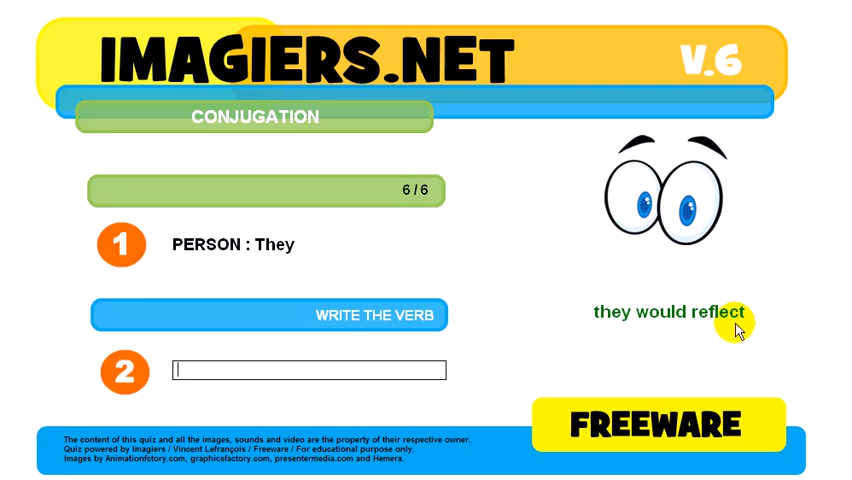 IMAGIERS.NET
V.6
CONJUGATION
6 / 6
1
PERSON : They
WRITE THE VERB
they would reflect
2
FREEWARE
The content of this quiz and all the images, sounds and video are the property of their respective owner.
Quiz powered by Imagiers / Vincent Lefrançois / Freeware / For educational purpose only.
Images by Animationfctory.com, graphicsfactory.com, presentermedia.com and Hemera.